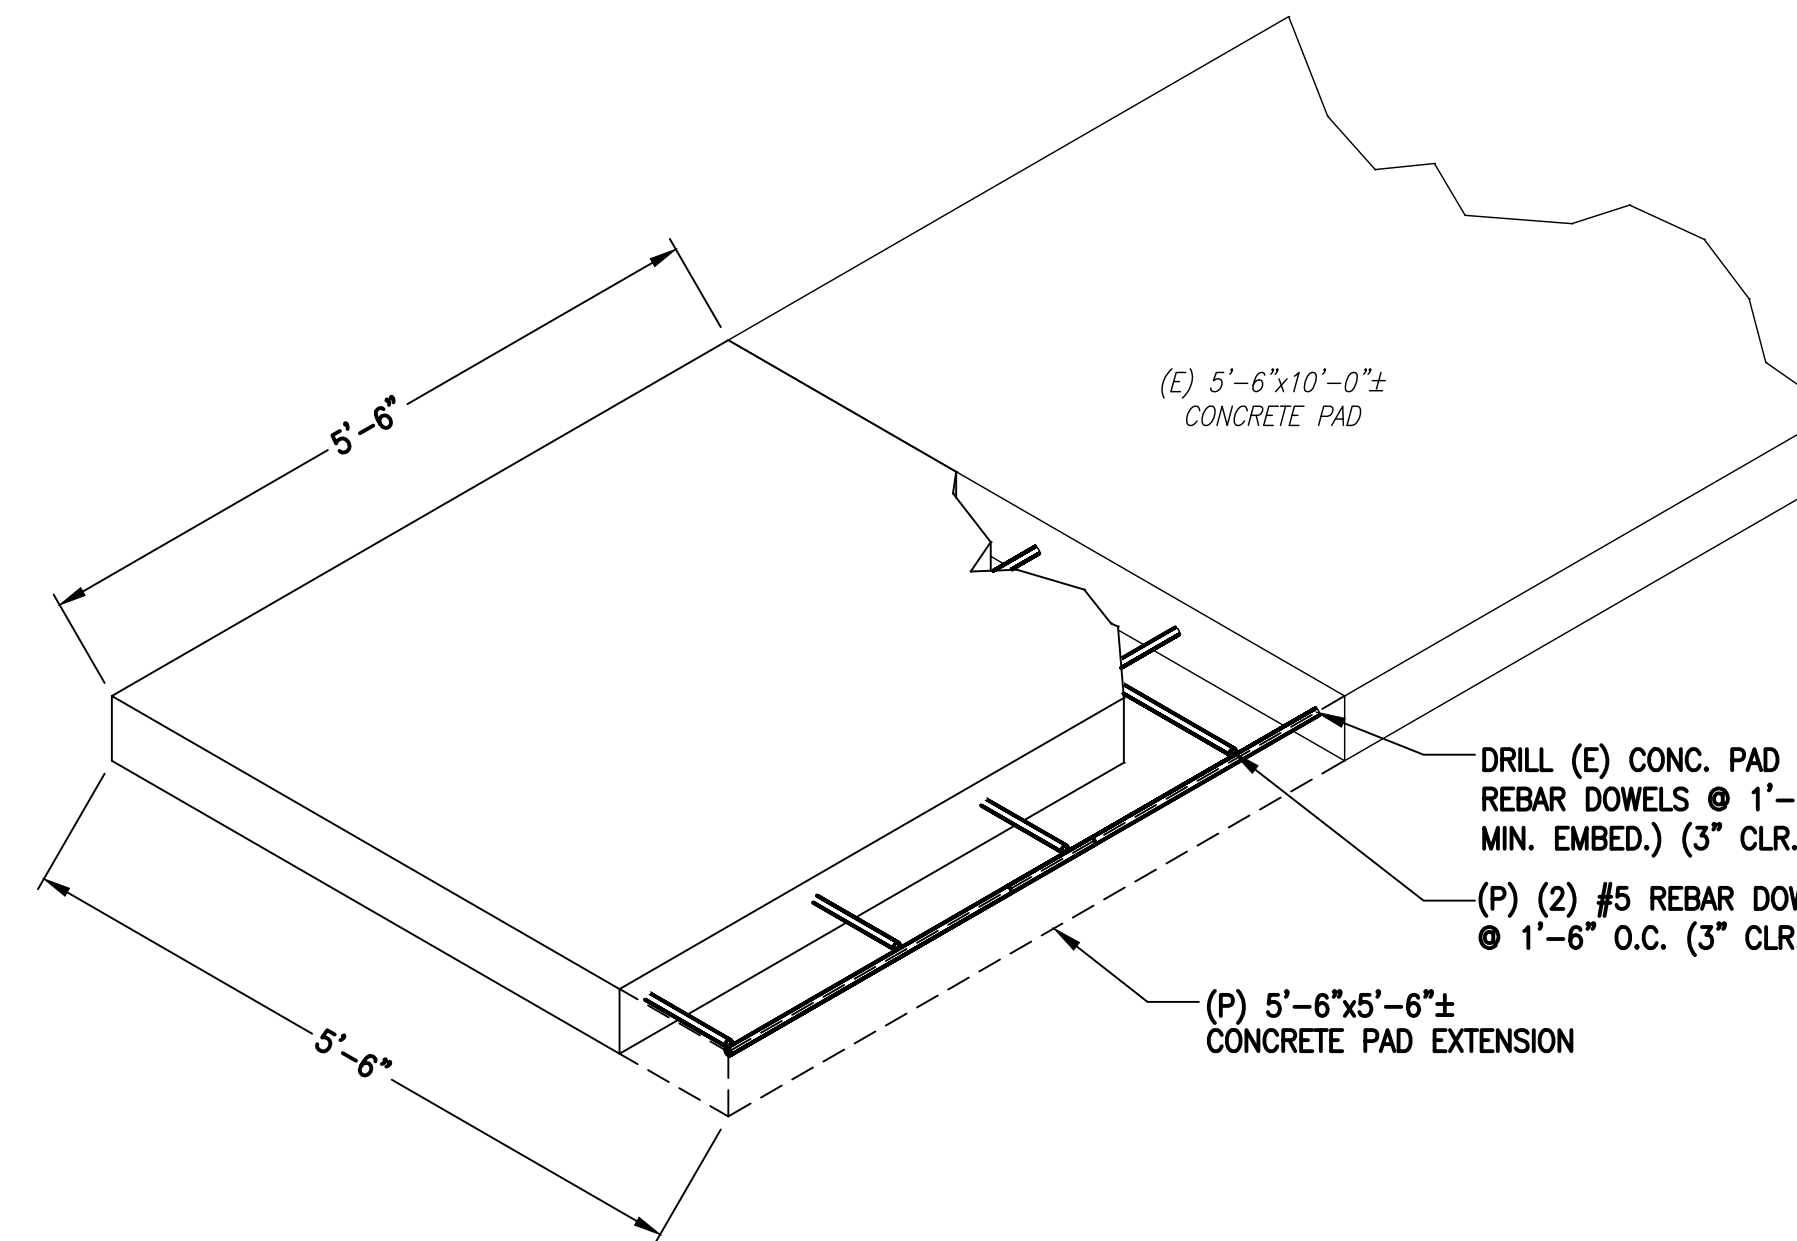 5'-6"
(E) 5'-6"x10'-0"±
CONCRETE PAD
DRILL (E) CONC. PAD
REBAR DOWELS @ 1'-
MIN. EMBED.) (3" CLR.
(P) (2) #5 REBAR
@ 1'-6" O.C. (3" CLR.
(P) 5'-6"x5'-6"±
CONCRETE PAD EXTENSION
5'-6"